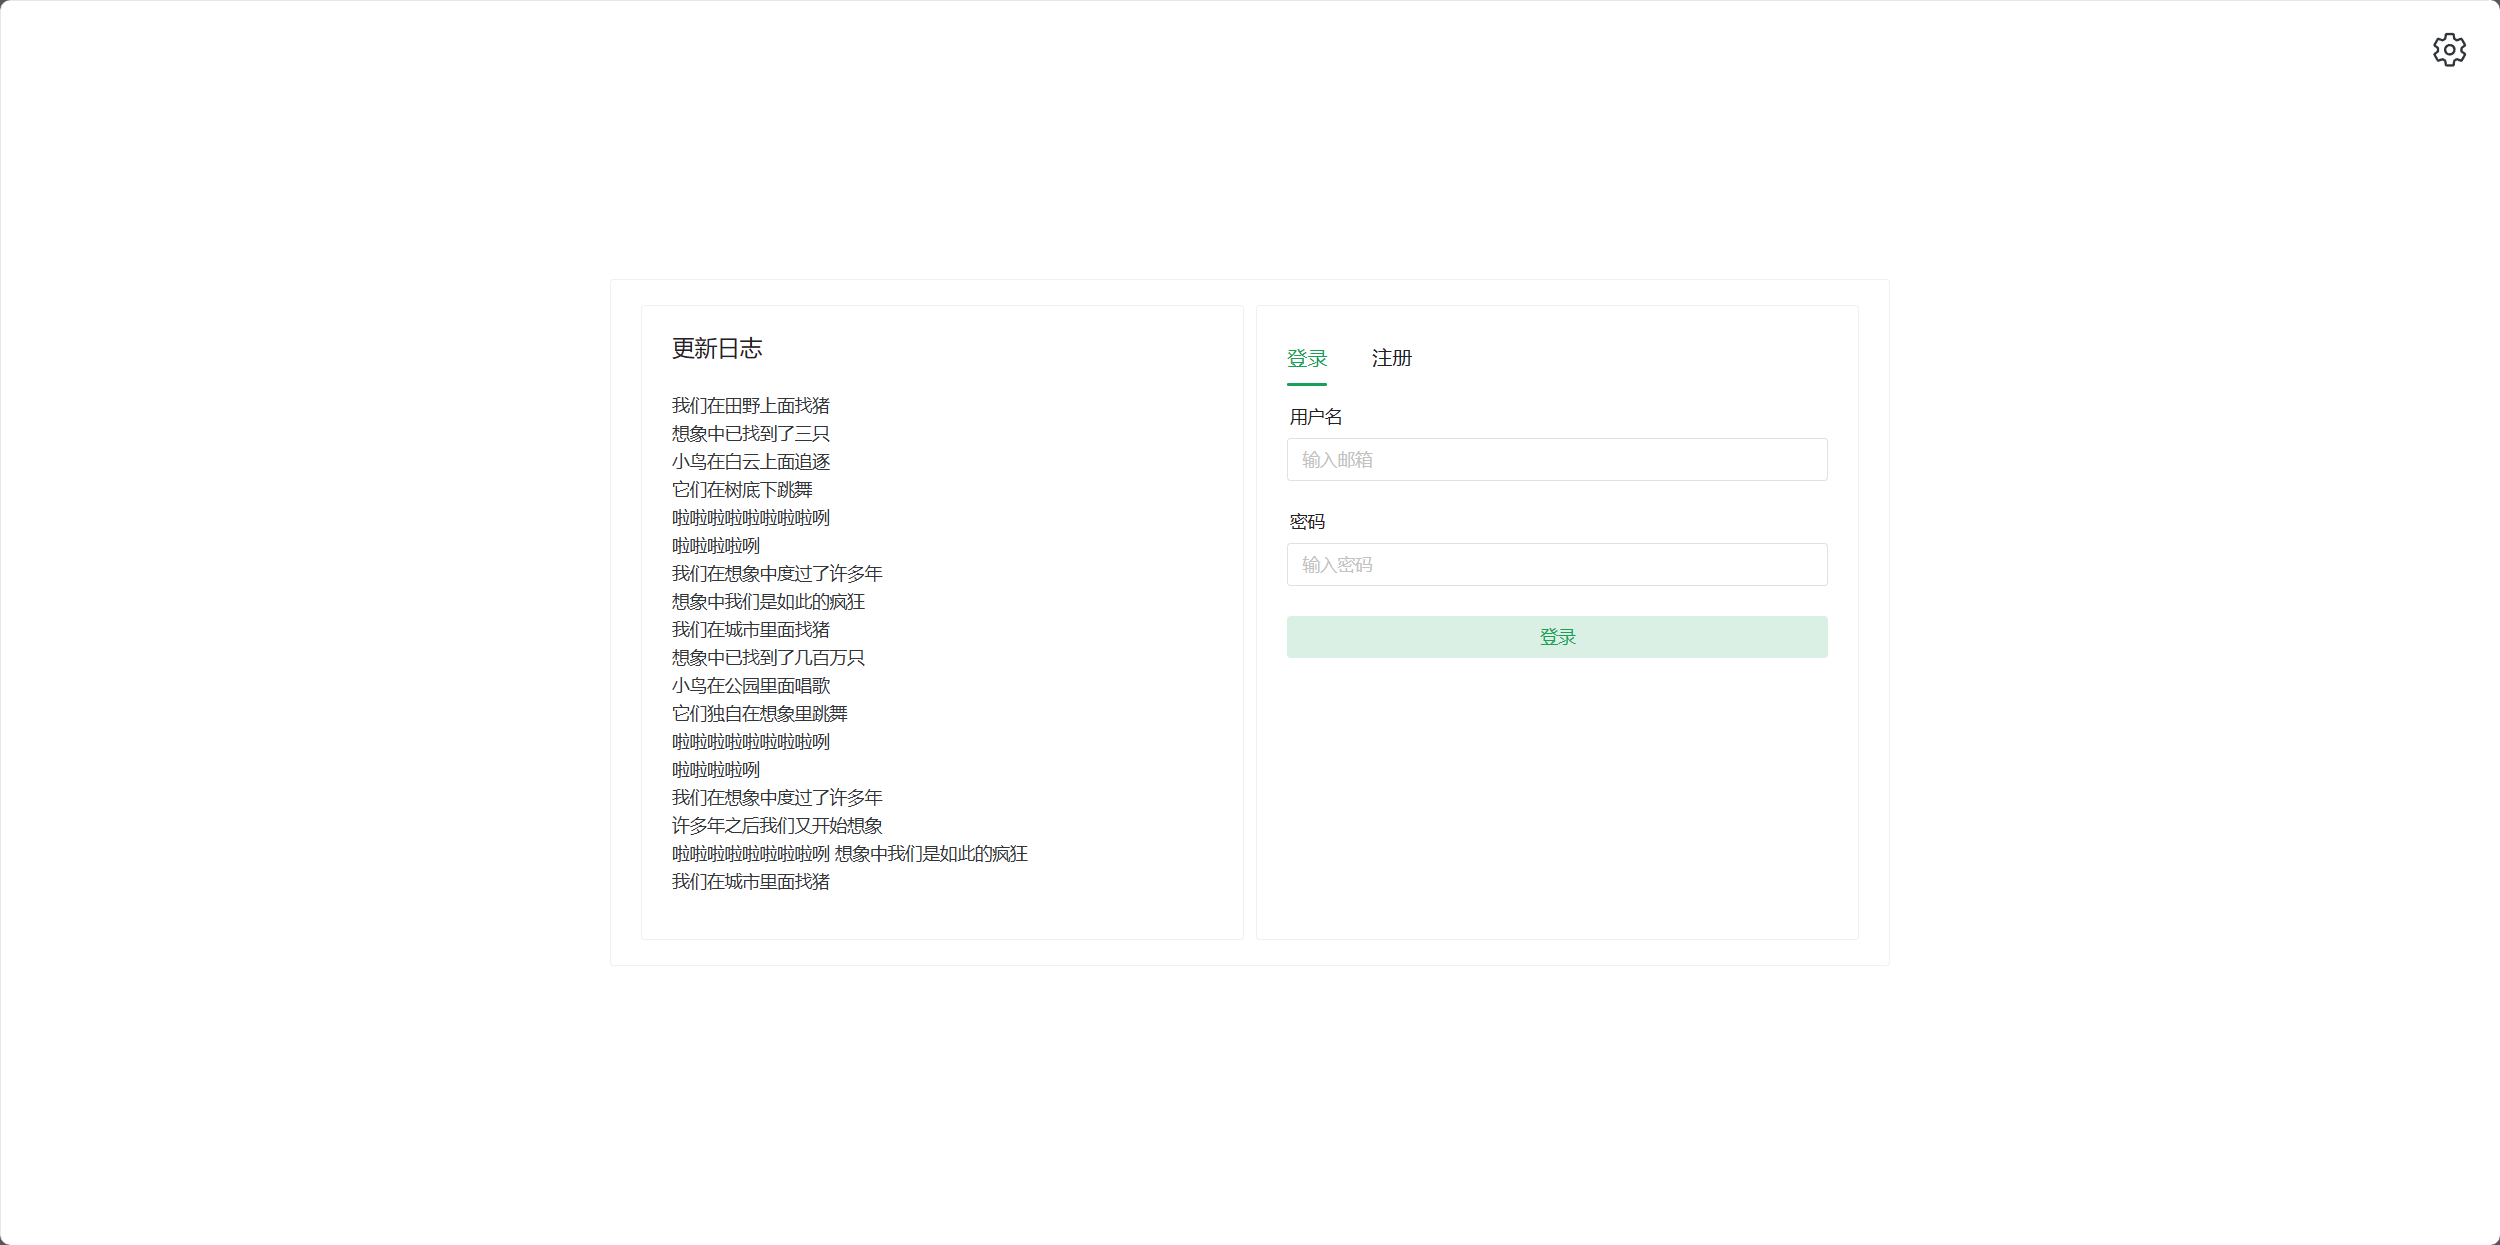 更新日志
我们在田野上面找猪
想象中已找到了三只
小鸟在白云上面追逐
它们在树底下跳舞
啦啦啦啦啦啦啦啦咧
啦啦啦啦咧
我们在想象中度过了许多年
想象中我们是如此的疯狂
我们在城市里面找猪
想象中已找到了几百万只
小鸟在公园里面唱歌
它们独自在想象里跳舞
啦啦啦啦啦啦啦啦咧
啦啦啦啦咧
我们在想象中度过了许多年
许多年之后我们又开始想象
啦啦啦啦啦啦啦啦咧 想象中我们是如此的疯狂
我们在城市里面找猪
登录 注册
用户名
输入邮箱
密码
输入密码
登录